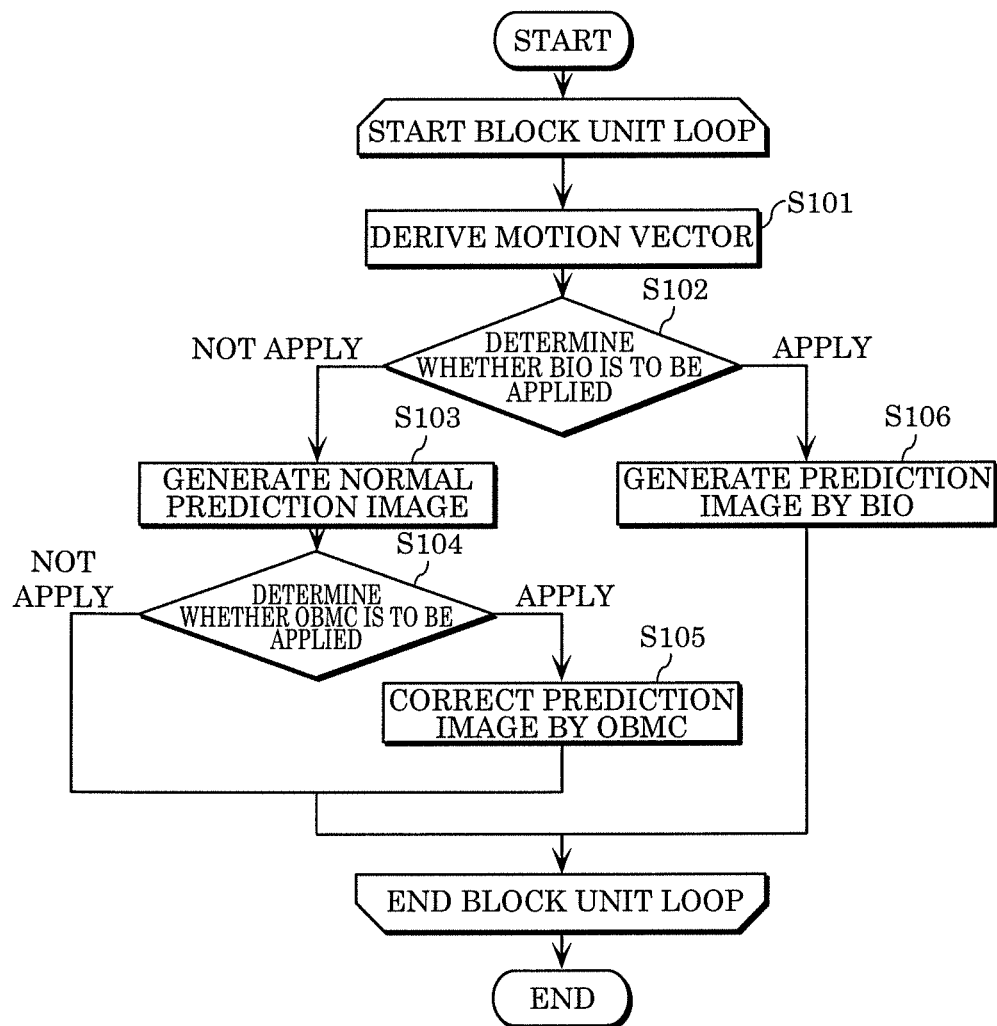 START
START BLOCK UNIT LOOP
S101
DERIVE MOTION VECTOR
S102
NOT APPLY
DETERMINE
WHETHER BIO IS TO BE
APPLIED
APPLY
S103
GENERATE NORMAL
PREDICTION IMAGE
S106
GENERATE PREDICTION
IMAGE BY BIO
S104
NOT
APPLY
DETERMINE
WHETHER OBMC IS TO BE
APPLIED
APPLY
S105
CORRECT PREDICTION
IMAGE BY OBMC
END BLOCK UNIT LOOP
END